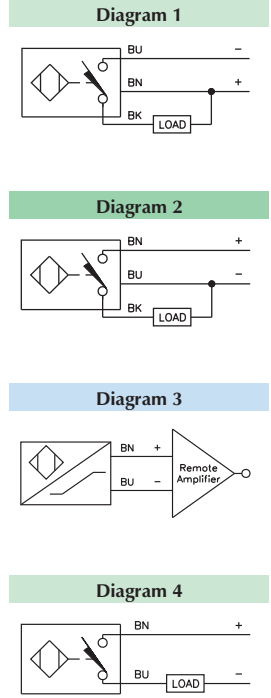 Diagram 1
BU −
BN +
BK LOAD
Diagram 2
BN +
BU −
BK LOAD
Diagram 3
BN +
Remote
Amplifier
BU −
Diagram 4
BN +
BU LOAD −